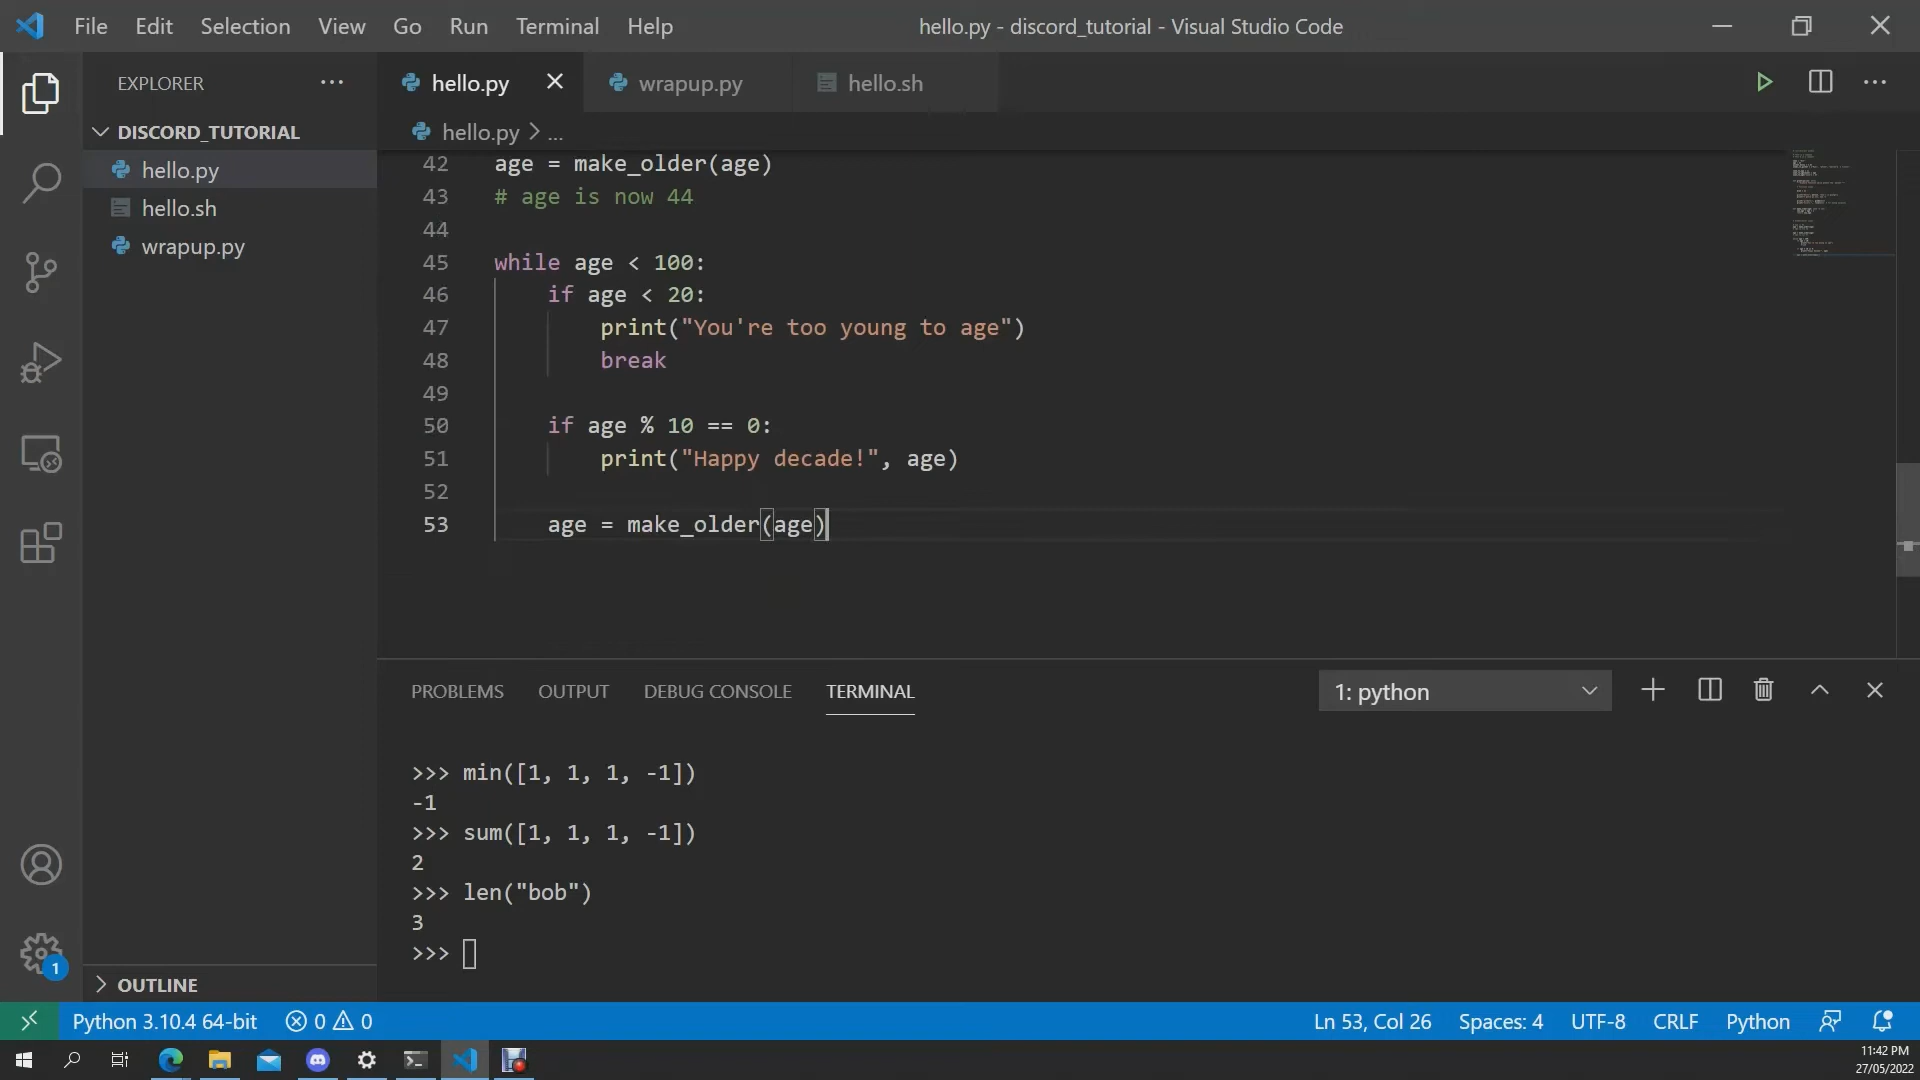 File Edit Selection View Go Run Terminal Help
hello.py - discord_tutorial - Visual Studio Code
EXPLORER ...
DISCORD_TUTORIAL
hello.py
hello.sh
wrapup.py
OUTLINE
hello.py wrapup.py hello.sh
hello.py > ...
42 age = make_older(age)
43 # age is now 44
44
45 while age < 100:
46 if age < 20:
47 print("You're too young to age")
48 break
49
50 if age % 10 == 0:
51 print("Happy decade!", age)
52
53 age = make_older(age)
PROBLEMS OUTPUT DEBUG CONSOLE TERMINAL
1: python
>>> min([1, 1, 1, -1])
-1
>>> sum([1, 1, 1, -1])
2
>>> len("bob")
3
>>>
1
Python 3.10.4 64-bit 0 0
Ln 53, Col 26 Spaces: 4 UTF-8 CRLF Python
11:42 PM
27/05/2022